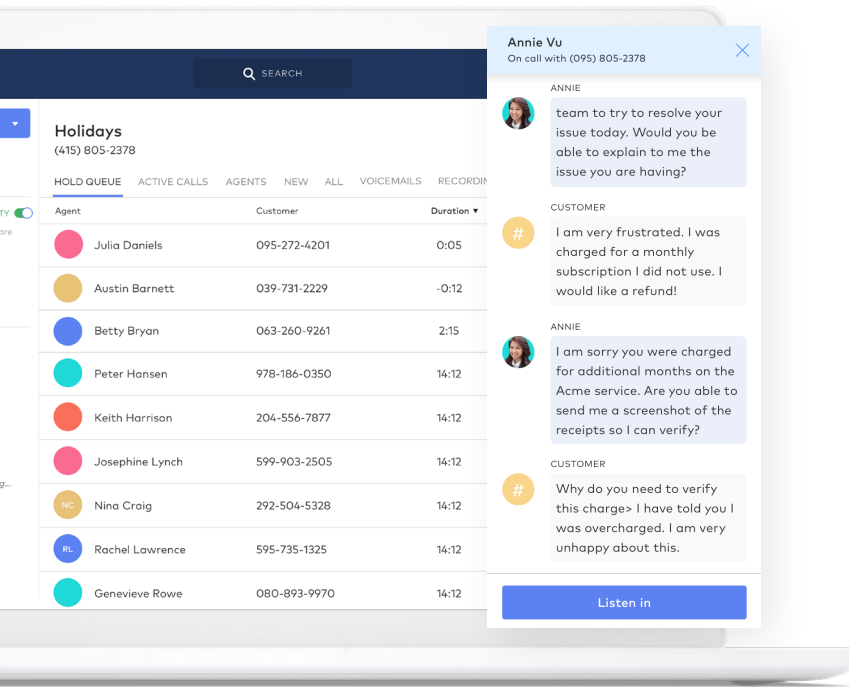 SEARCH
TY
are
g...
Holidays
(415) 805-2378
HOLD QUEUE ACTIVE CALLS AGENTS NEW ALL VOICEMAILS RECORDIN
Agent Customer Duration ▼
Julia Daniels 095-272-4201 0:05
Austin Barnett 039-731-2229 -0:12
Betty Bryan 063-260-9261 2:15
Peter Hansen 978-186-0350 14:12
Keith Harrison 204-556-7877 14:12
Josephine Lynch 599-903-2505 14:12
NC Nina Craig 292-504-5328 14:12
RL Rachel Lawrence 595-735-1325 14:12
Genevieve Rowe 080-893-9970 14:12
Annie Vu
On call with (095) 805-2378
ANNIE
team to try to resolve your
issue today. Would you be
able to explain to me the
issue you are having?
CUSTOMER
#
I am very frustrated. I was
charged for a monthly
subscription I did not use. I
would like a refund!
ANNIE
I am sorry you were charged
for additional months on the
Acme service. Are you able to
send me a screenshot of the
receipts so I can verify?
CUSTOMER
#
Why do you need to verify
this charge> I have told you I
was overcharged. I am very
unhappy about this.
Listen in